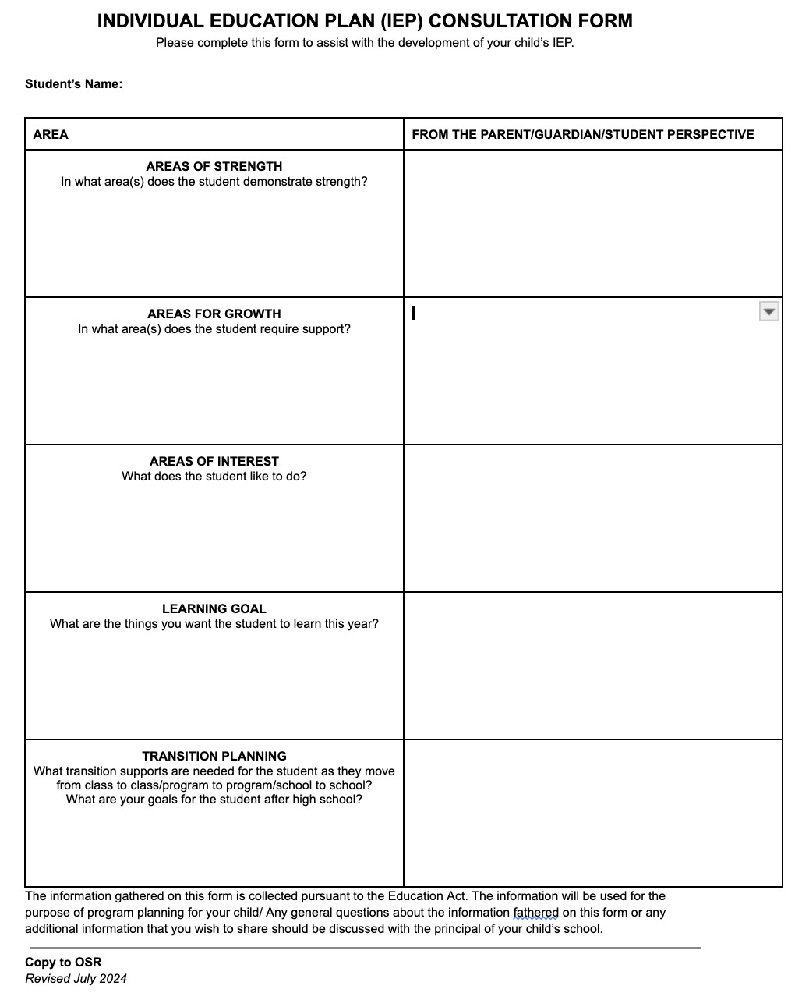 INDIVIDUAL EDUCATION PLAN (IEP) CONSULTATION FORM
Please complete this form to assist with the development of your child’s IEP.
Student’s Name:
AREA
FROM THE PARENT/GUARDIAN/STUDENT PERSPECTIVE
AREAS OF STRENGTH
In what area(s) does the student demonstrate strength?
AREAS FOR GROWTH
In what area(s) does the student require support?
AREAS OF INTEREST
What does the student like to do?
LEARNING GOAL
What are the things you want the student to learn this year?
TRANSITION PLANNING
What transition supports are needed for the student as they move
from class to class/program to program/school to school?
What are your goals for the student after high school?
The information gathered on this form is collected pursuant to the Education Act. The information will be used for the
purpose of program planning for your child/ Any general questions about the information fathered on this form or any
additional information that you wish to share should be discussed with the principal of your child’s school.
Copy to OSR
Revised July 2024